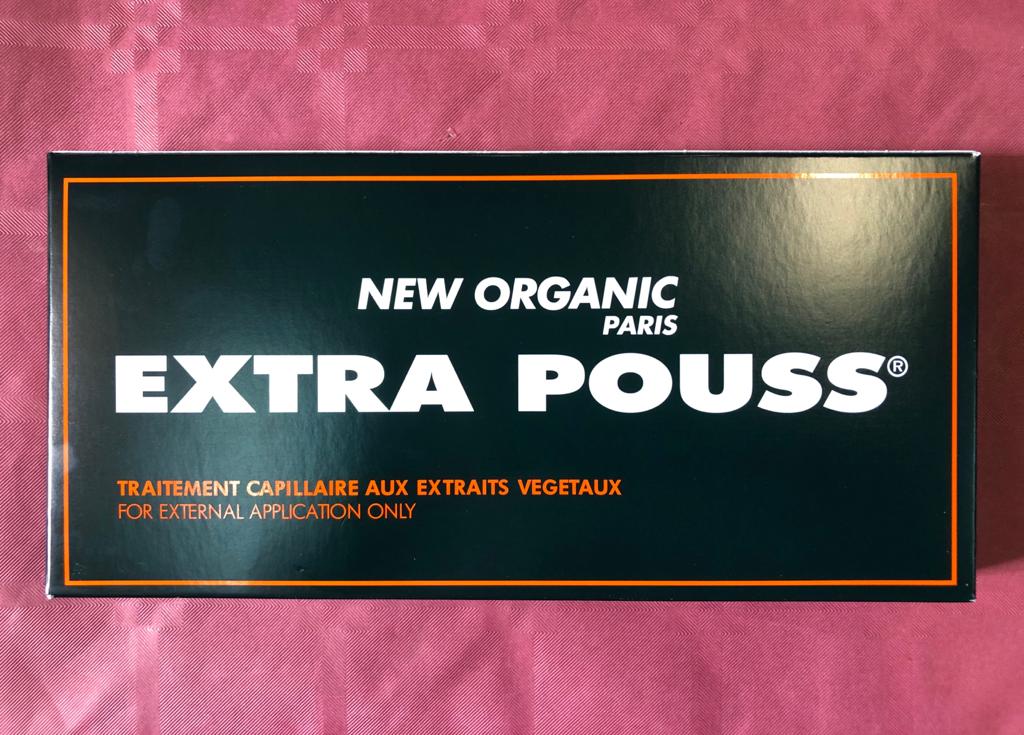 NEW ORGANIC
PARIS
EXTRA POUSS®
TRAITEMENT CAPILLAIRE AUX EXTRAITS VEGETAUX
FOR EXTERNAL APPLICATION ONLY